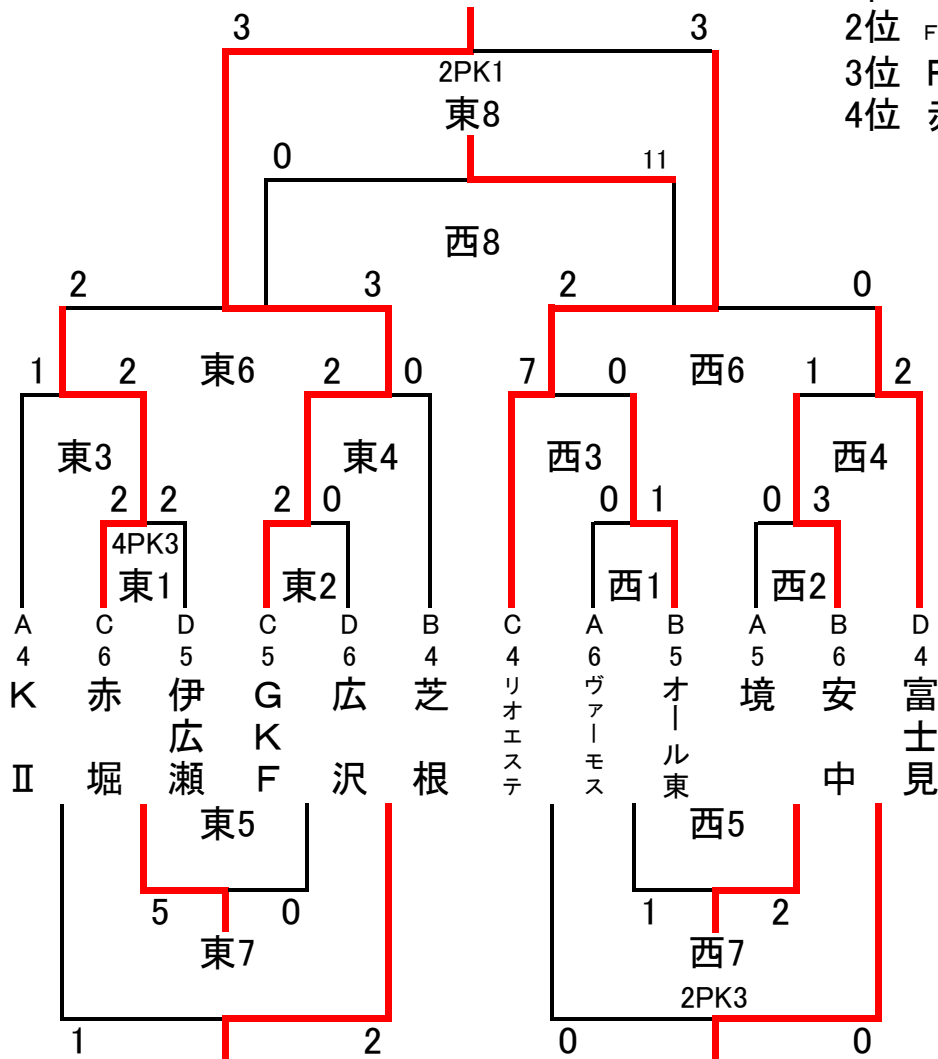 3 3
2位 F
2PK1
3位
東8
4位 赤
0 11
西8
2 3 2 0
1 2 東6 2 0 7 0 西6 1 2
東3 東4 西3 西4
2 2 2 0 0 1 0 3
4PK3
東1 東2 西1 西2
A C D C D B C A B A B D
4 6 5 5 6 4 4 6 5 5 6 4
KⅡ
赤堀
伊広瀬
GKF
広沢
芝根
リオエステ
ヴァーモス
オール東
境
安中
富士見
東5 西5
5 0 1 2
東7 西7
2PK3
1 2 0 0